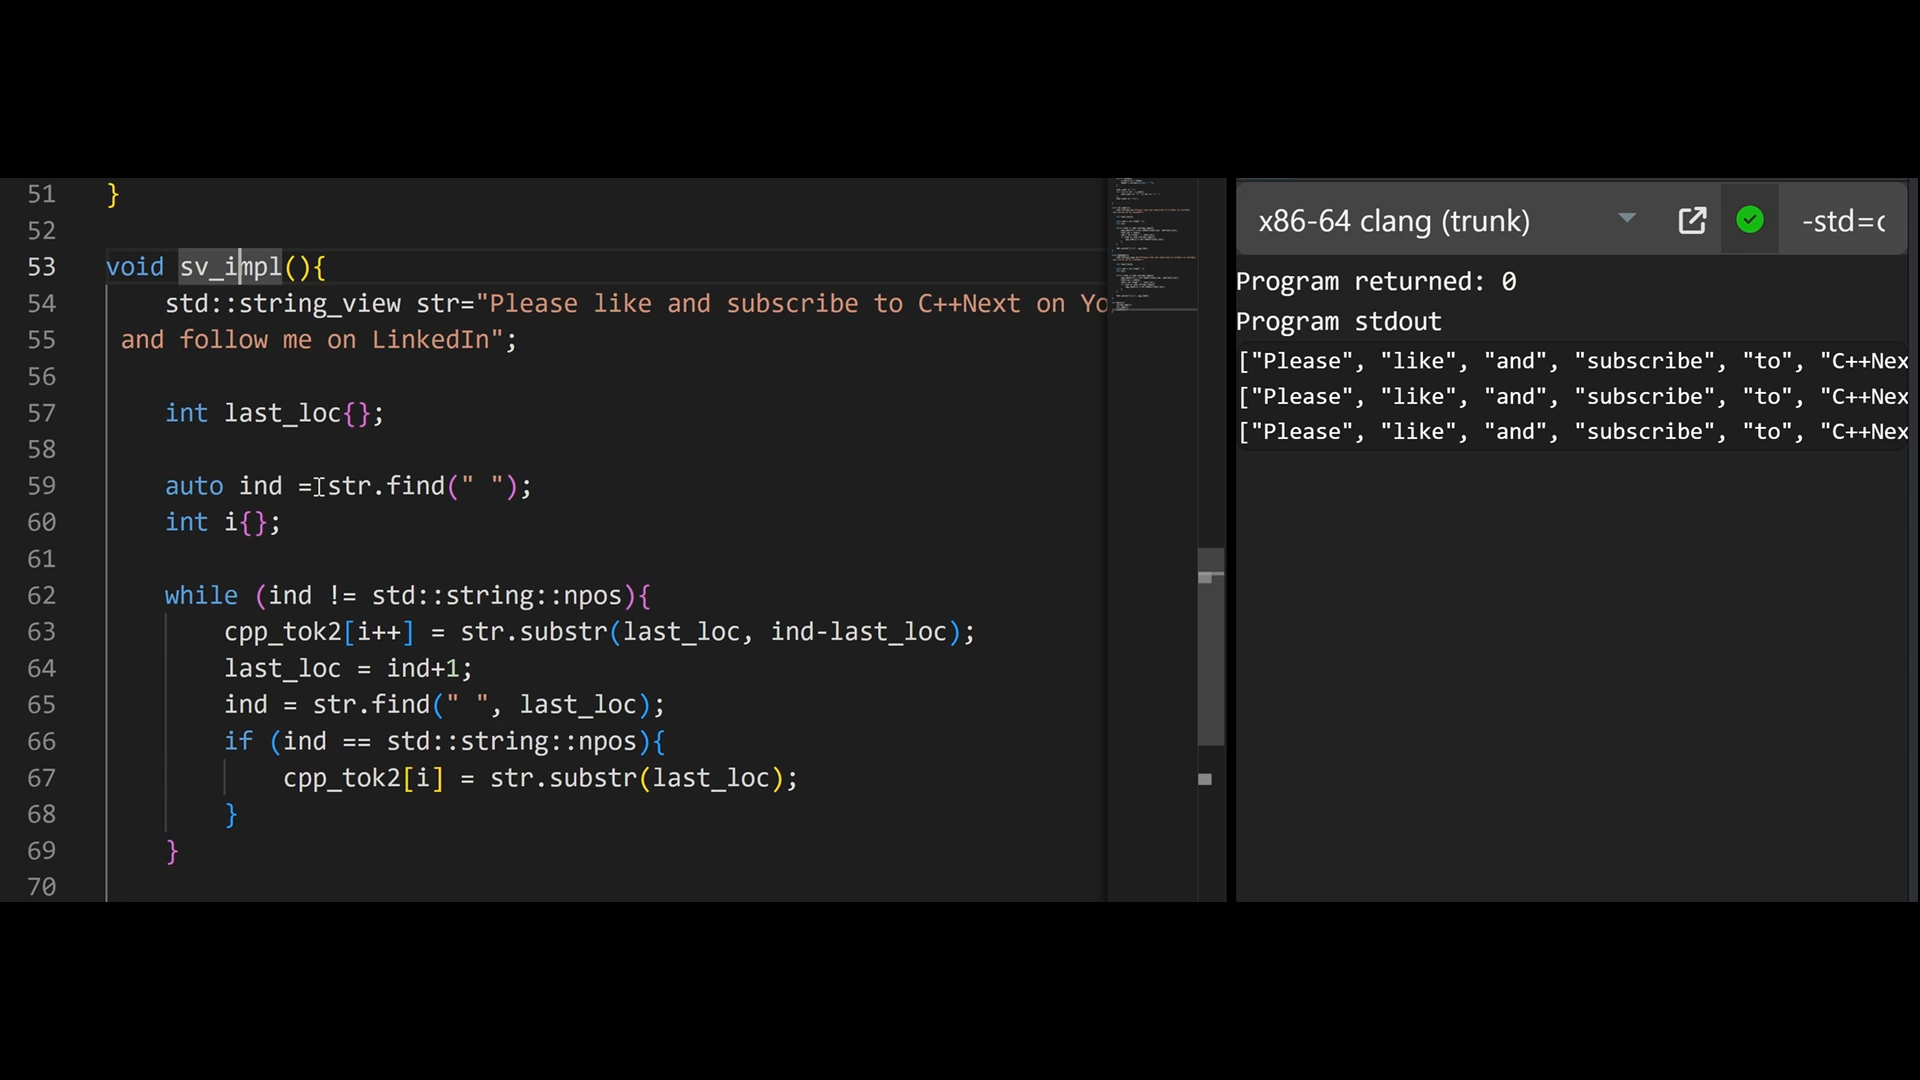 51 }
52
53 void sv_impl(){
54 std::string_view str="Please like and subscribe to C++Next on Yo
55 and follow me on LinkedIn";
56
57 int last_loc{};
58
59 auto ind = str.find(" ");
60 int i{};
61
62 while (ind != std::string::npos){
63 cpp_tok2[i++] = str.substr(last_loc, ind-last_loc);
64 last_loc = ind+1;
65 ind = str.find(" ", last_loc);
66 if (ind == std::string::npos){
67 cpp_tok2[i] = str.substr(last_loc);
68 }
69 }
70
x86-64 clang (trunk) -std=c
Program returned: 0
Program stdout
["Please", "like", "and", "subscribe", "to", "C++Nex
["Please", "like", "and", "subscribe", "to", "C++Nex
["Please", "like", "and", "subscribe", "to", "C++Nex